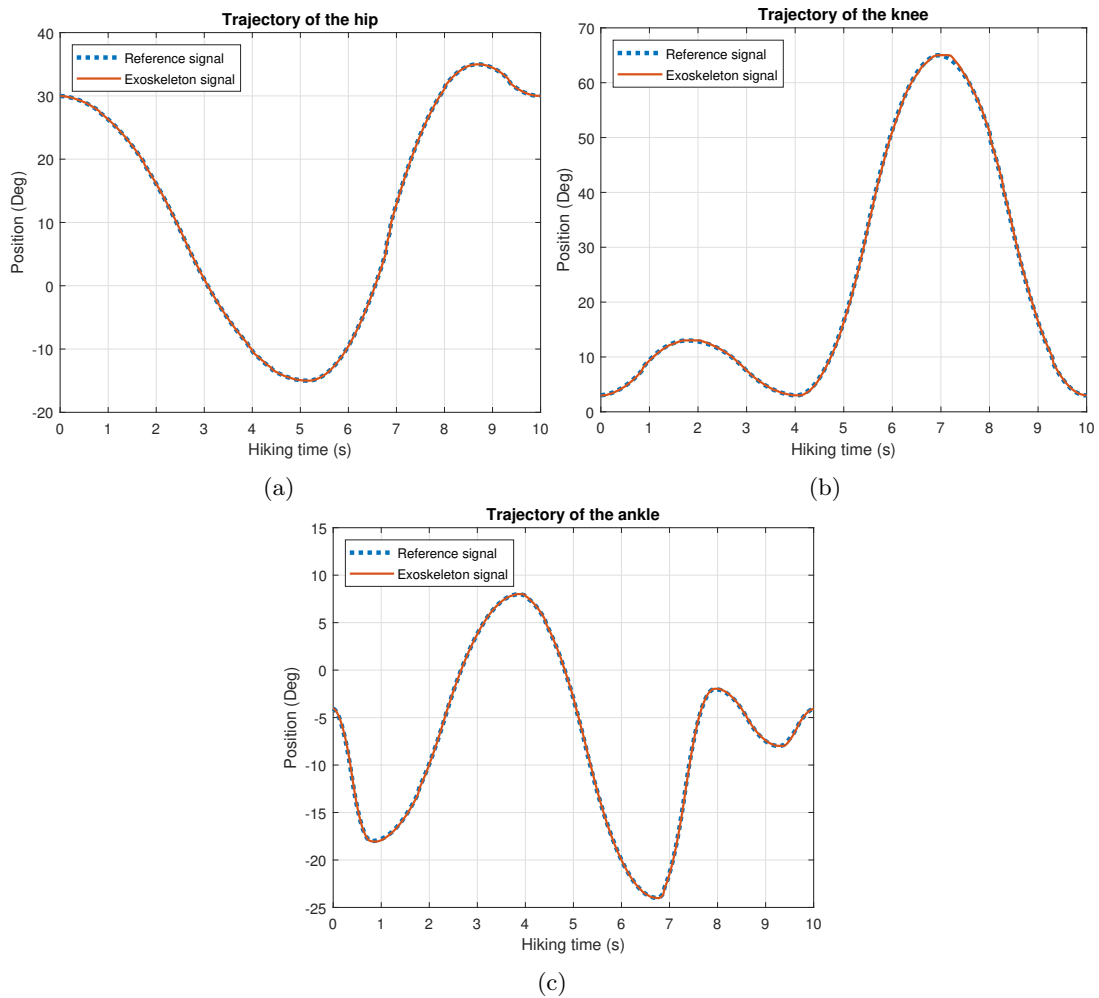 Trajectory of the hip
Reference signal
Exoskeleton signal
Position (Deg)
40
30
20
10
0
-10
-20
0 1 2 3 4 5 6 7 8 9 10
Hiking time (s)
(a)
Trajectory of the knee
Reference signal
Exoskeleton signal
Position (Deg)
70
60
50
40
30
20
10
0
0 1 2 3 4 5 6 7 8 9 10
Hiking time (s)
(b)
Trajectory of the ankle
Reference signal
Exoskeleton signal
Position (Deg)
15
10
5
0
-5
-10
-15
-20
-25
0 1 2 3 4 5 6 7 8 9 10
Hiking time (s)
(c)